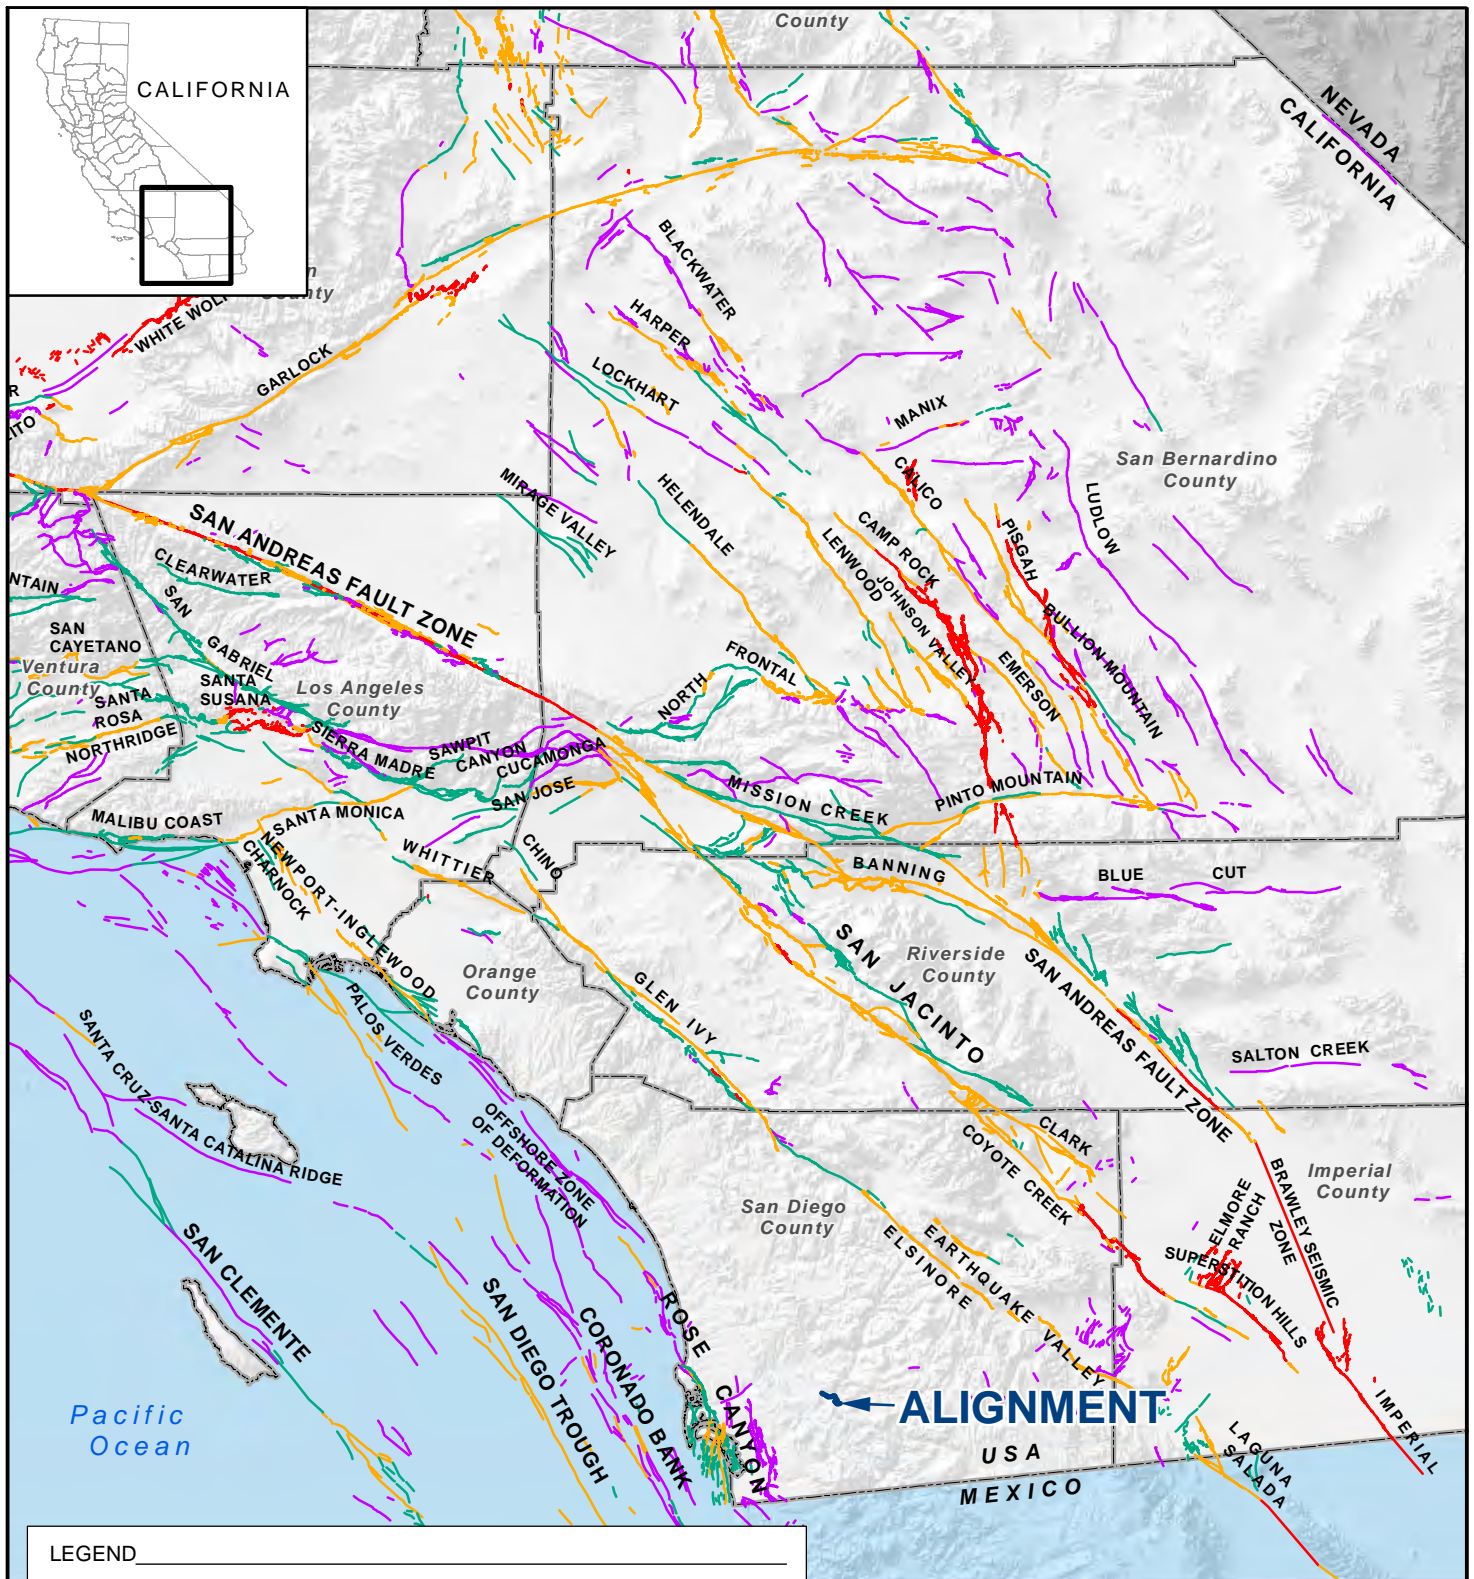 County
CALIFORNIA
NEVADA
CALIFORNIA
WHITE WOLF
County
GARLOCK
BLACKWATER
HARPER
LOCKHART
MANIX
San Bernardino
County
CALICO
LUDLOW
MIRAGE VALLEY
HELENDALE
LENWOOD
CAMP ROCK
JOHNSON VALLEY
PISGAH
BULLION MOUNTAIN
EMERSON
SAN ANDREAS FAULT ZONE
CLEARWATER
NTAIN
SAN
GABRIEL
SAN
CAYETANO
Ventura
County
SANTA
ROSA
SANTA
SUSANA
Los Angeles
County
NORTHRIDGE
SIERRA MADRE
SAWPIT
CANYON
CUCAMONGA
SAN JOSE
NORTH
FRONTAL
MISSION CREEK
PINTO MOUNTAIN
MALIBU COAST
SANTA MONICA
NEWPORT-INGLEWOOD
CHARNOCK
WHITTIER
CHINO
BANNING
BLUE CUT
Orange
County
SAN JACINTO
Riverside
County
SAN ANDREAS FAULT ZONE
GLEN IVY
PALOS VERDES
SANTA CRUZ-SANTA CATALINA RIDGE
OFFSHORE ZONE
OF DEFORMATION
SALTON CREEK
CLARK
COYOTE CREEK
San Diego
County
Imperial
County
BRAWLEY SEISMIC
ZONE
ELMORE
RANCH
SUPERSTITION HILLS
EARTHQUAKE VALLEY
ELSINORE
SAN CLEMENTE
SAN DIEGO TROUGH
CORONADO BANK
ROSE
CANYON
ALIGNMENT
IMPERIAL
LAGUNA
SALADA
USA
MEXICO
Pacific
Ocean
LEGEND